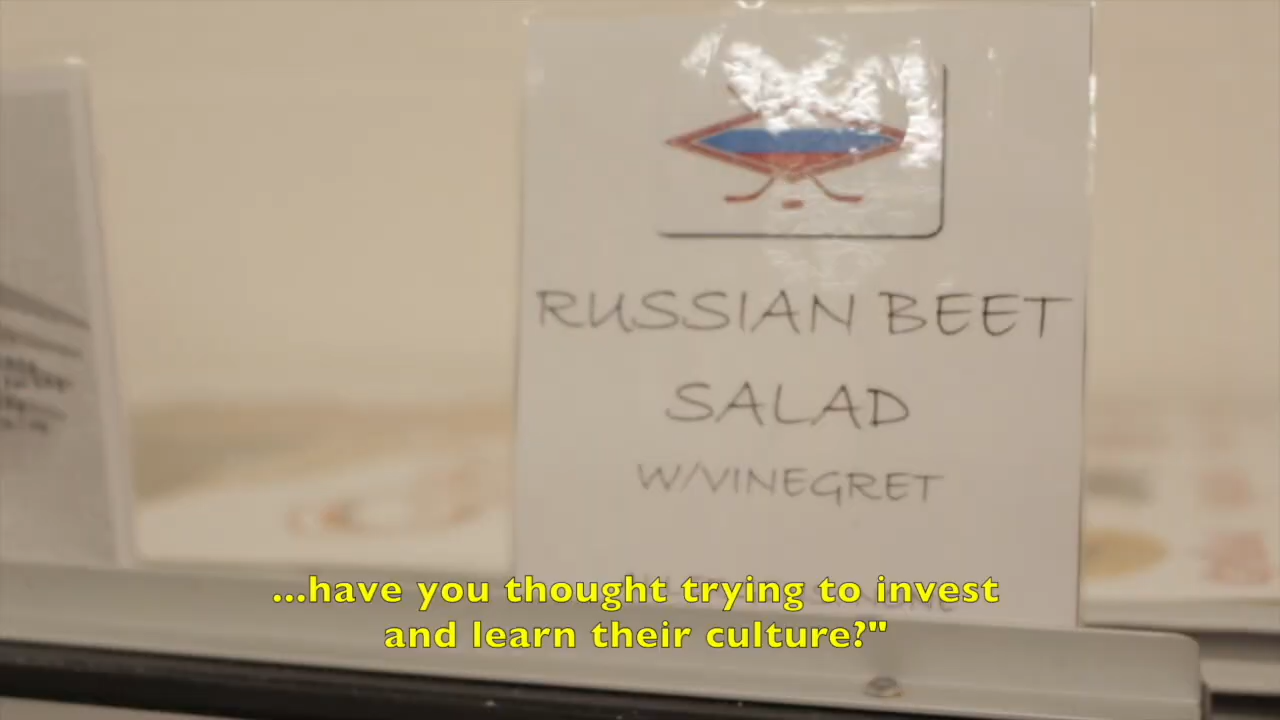 RUSSIAN BEET
SALAD
W/VINEGRET
...have you thought trying to invest
and learn their culture?"